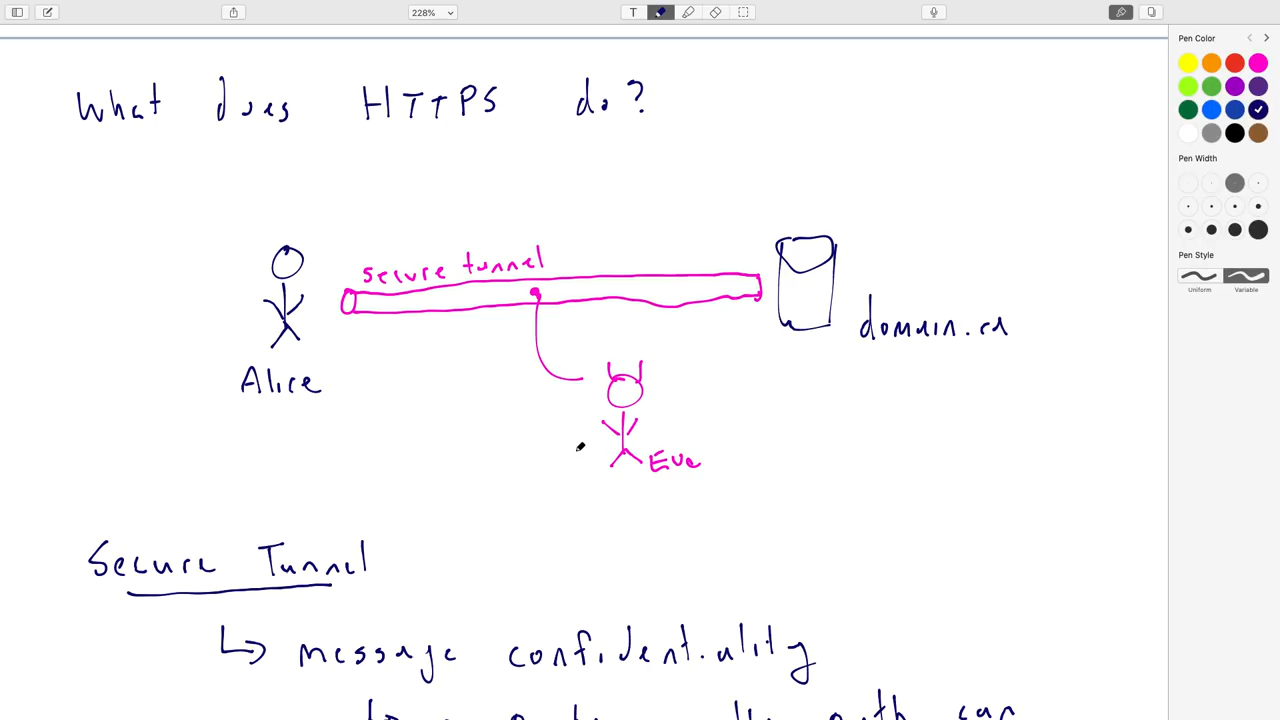 228%
T
Pen Color
What does HTTPS do?
Pen Width
secure tunnel
Pen Style
Uniform
Variable
domain.ca
Alice
Eve
Secure Tunnel
↳ message confidentiality
can